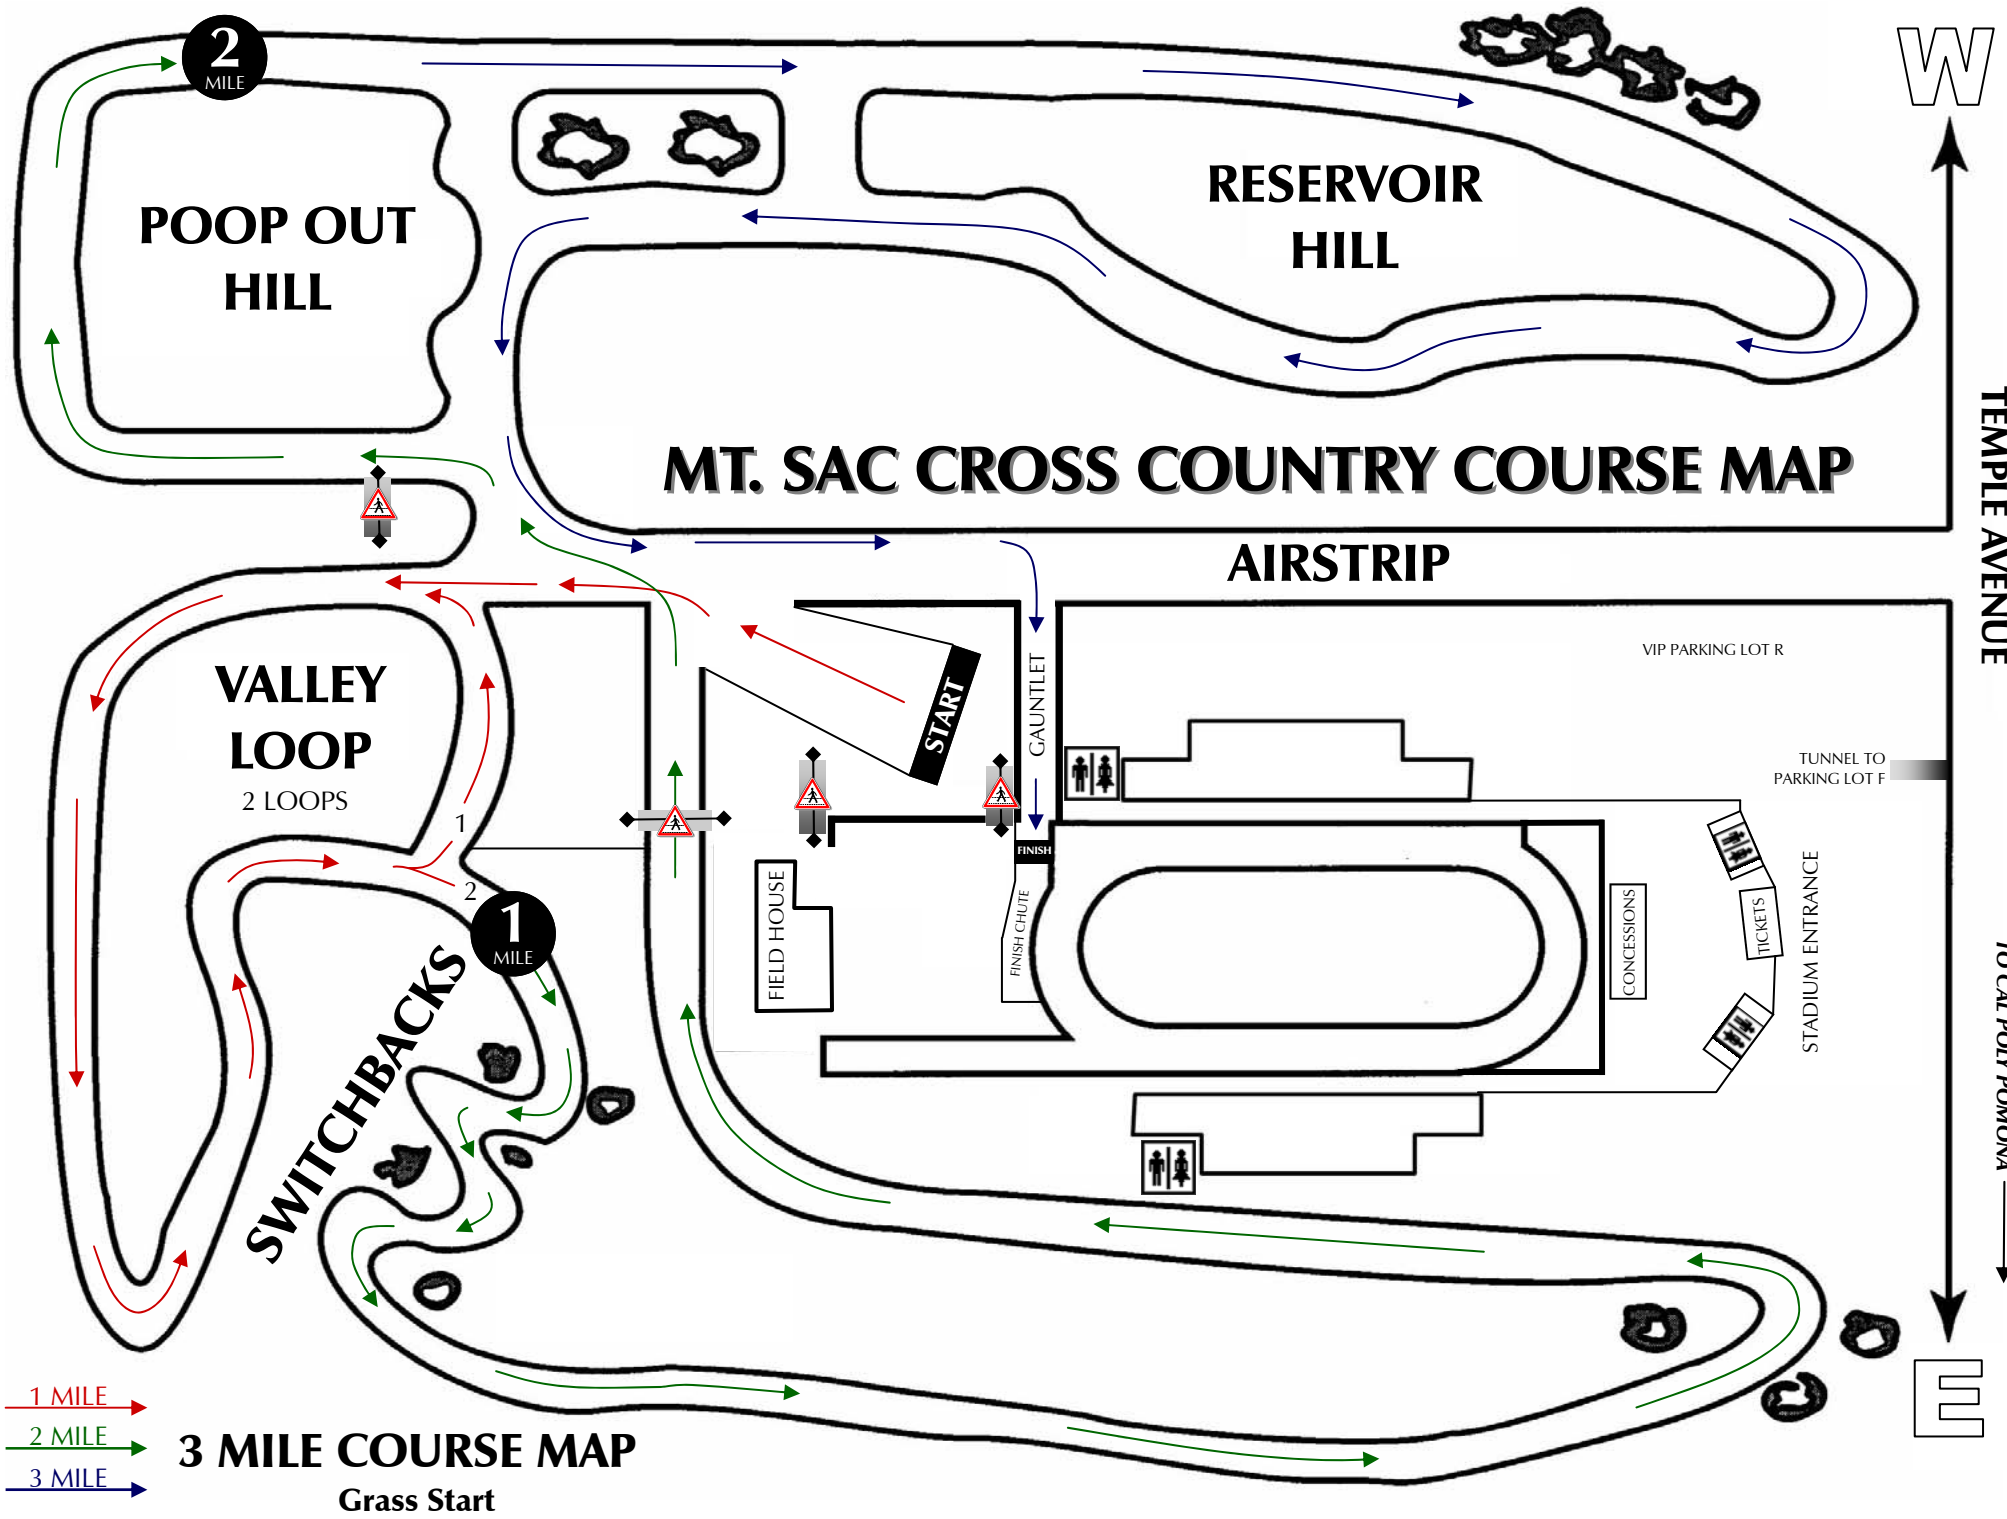 2
MILE
W
POOP OUT
HILL
RESERVOIR
HILL
MT. SAC CROSS COUNTRY COURSE MAP
TEMPLE AVENUE
AIRSTRIP
VIP PARKING LOT R
VALLEY
LOOP
2 LOOPS
START
GAUNTLET
TUNNEL TO
PARKING LOT F
1
2
FINISH
FINISH CHUTE
FIELD HOUSE
CONCESSIONS
TICKETS
STADIUM ENTRANCE
1
MILE
SWITCHBACKS
TO CAL POLY POMONA
E
1 MILE
2 MILE
3 MILE
3 MILE COURSE MAP
Grass Start